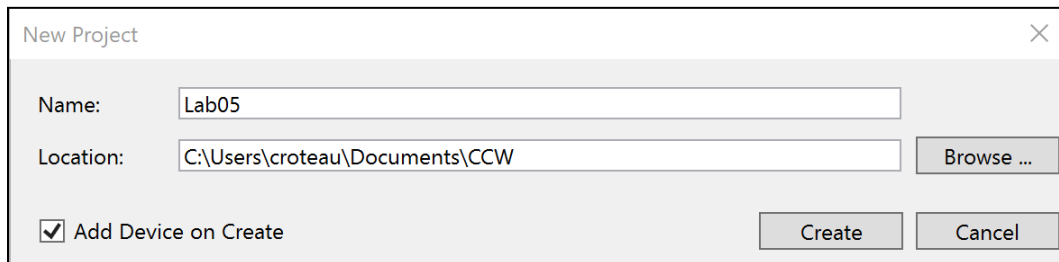 New Project
Name: Lab05
Location: C:\Users\croteau\Documents\CCW Browse ...
Add Device on Create Create Cancel